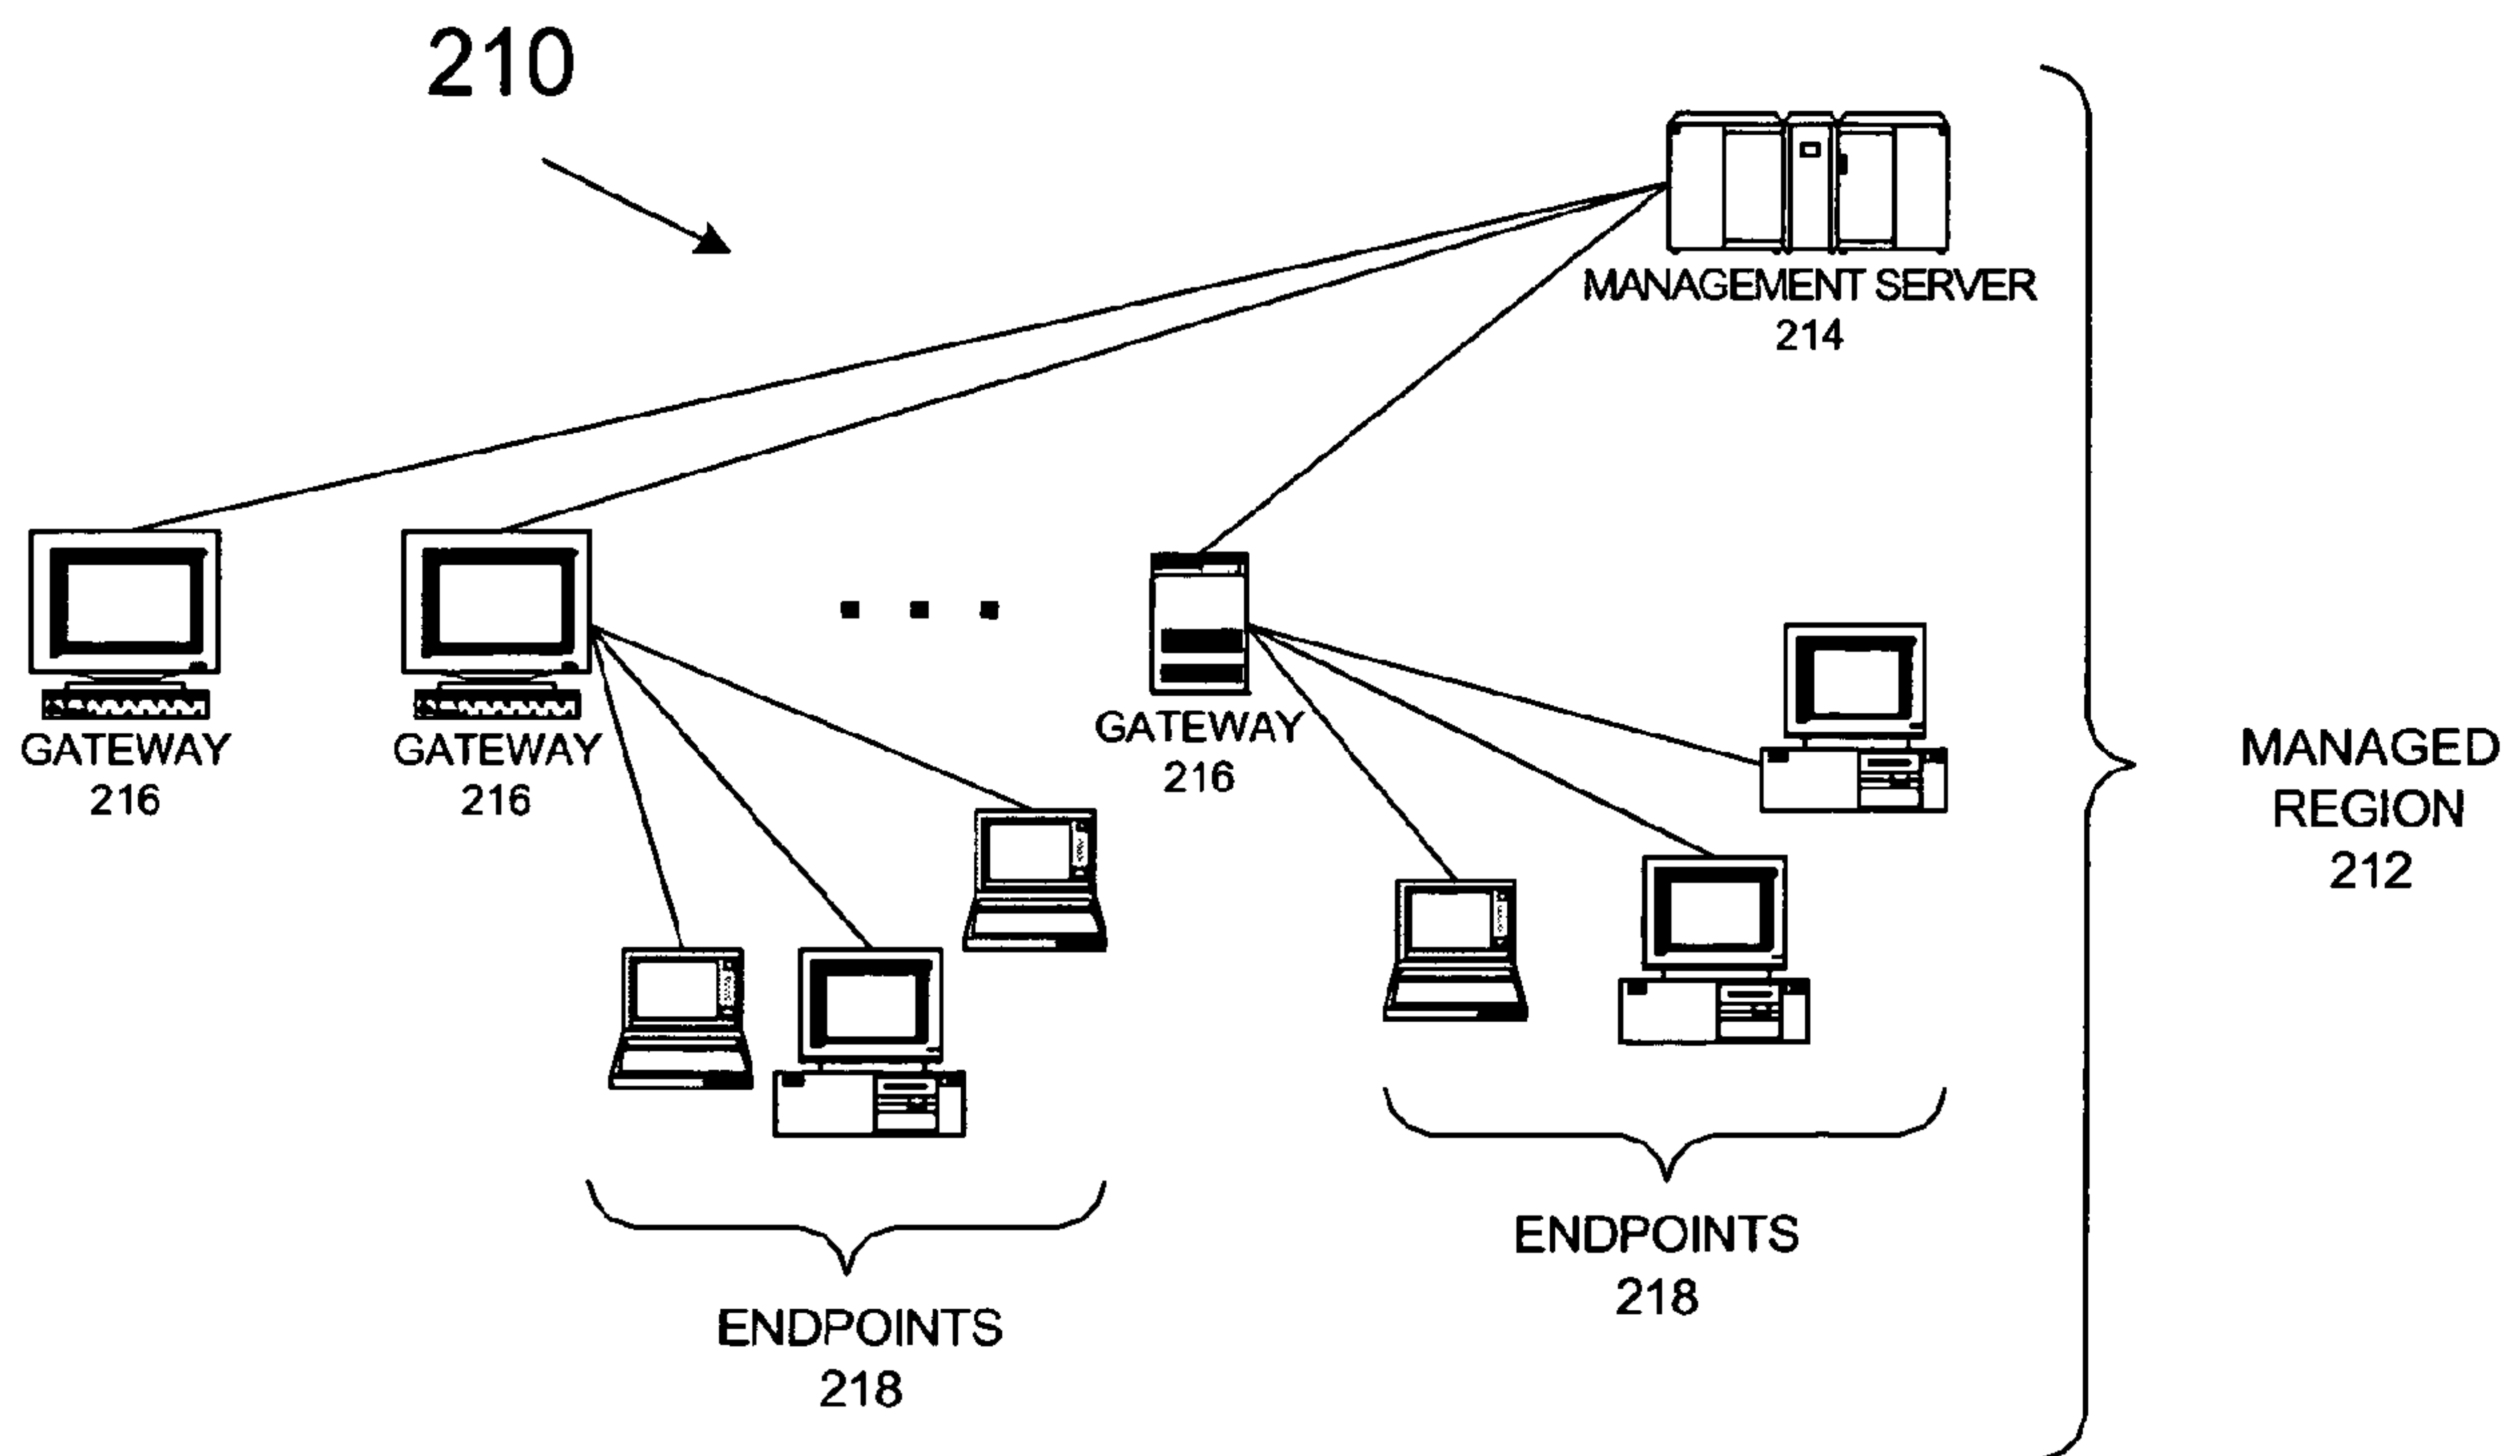 210
MANAGEMENT SERVER
214
GATEWAY
216
GATEWAY
216
GATEWAY
216
MANAGED
REGION
212
ENDPOINTS
218
ENDPOINTS
218